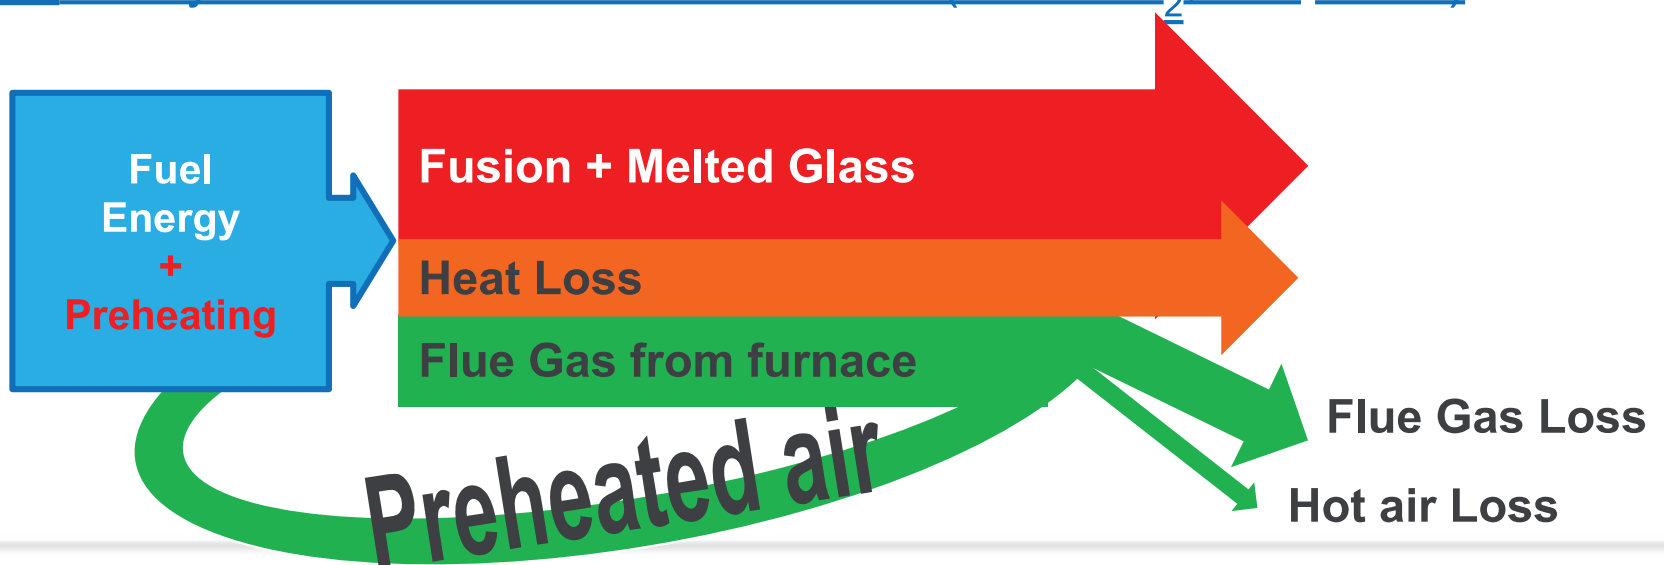 2
Fuel
Energy
+
Preheating
Fusion + Melted Glass
Heat Loss
Flue Gas from furnace
Preheated air
Flue Gas Loss
Hot air Loss